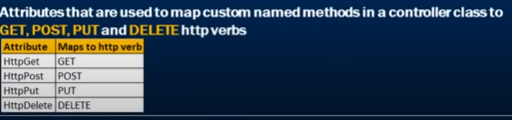 Attributes that are used to map custom named methods in a controller class to
GET, POST, PUT and DELETE http verbs
Attribute Maps to http verb
HttpGet GET
HttpPost POST
HttpPut PUT
HttpDelete DELETE